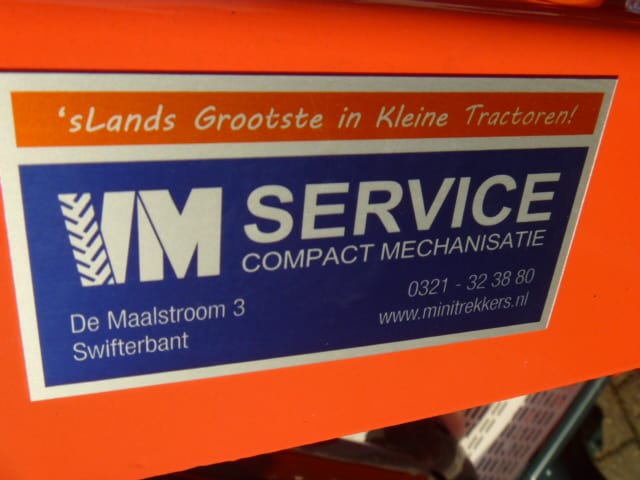 'sLands Grootste in Kleine Tractoren!
VM SERVICE
COMPACT MECHANISATIE
De Maalstroom 3
Swifterbant
0321 - 32 38 80
www.minitrekkers.nl